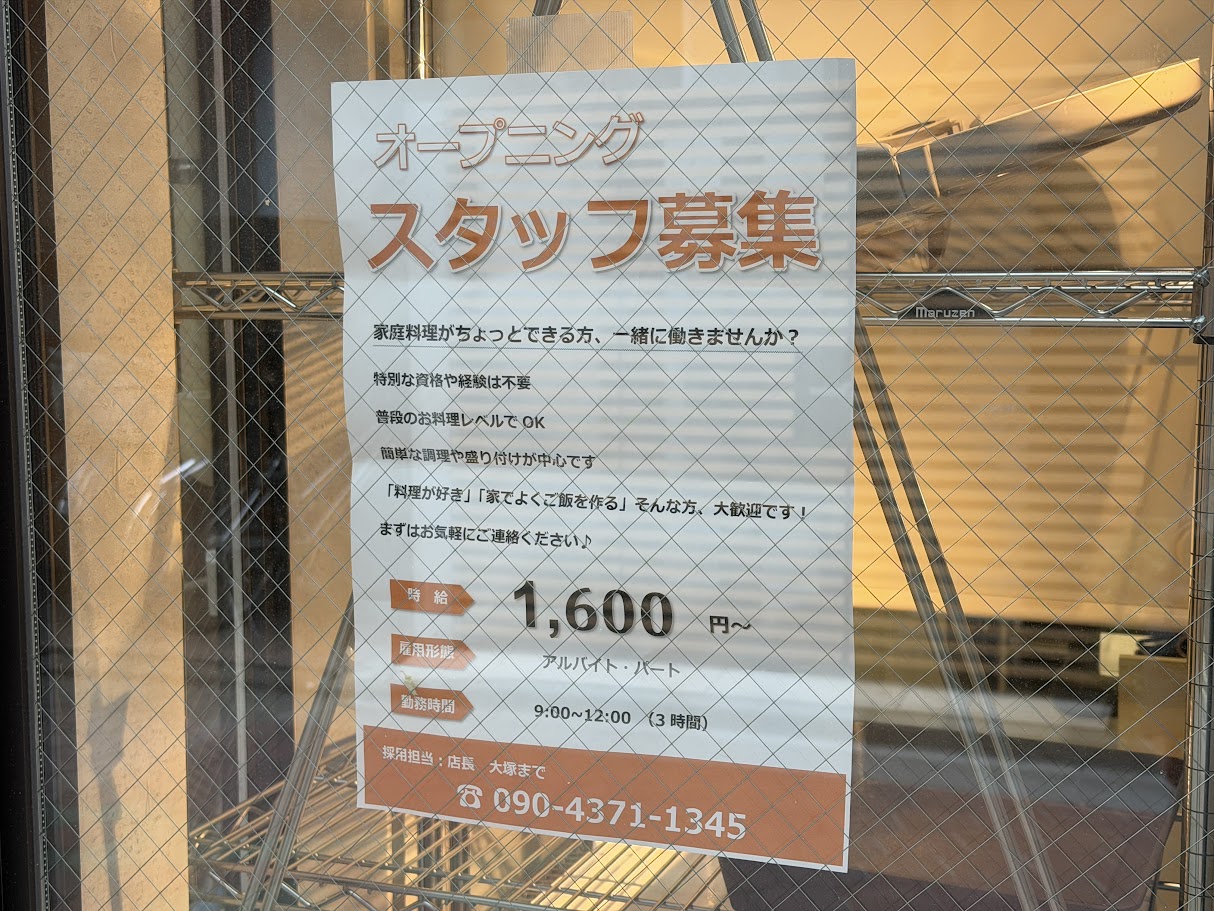 オープニング
スタッフ募集
家庭料理がちょっとできる方、一緒に働きませんか？
特別な資格や経験は不要
普段のお料理レベルで OK
簡単な調理や盛り付けが中心です
「料理が好き」「家でよくご飯を作る」そんな方、大歓迎です！
まずはお気軽にご連絡ください♪
時　給 1,600 円～
雇用形態 アルバイト・パート
勤務時間 9:00~12:00 （3 時間）
採用担当：店長　大塚まで
☎ 090-4371-1345
Maruzen